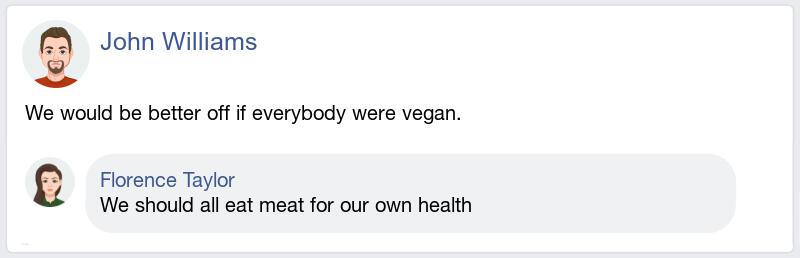 John Williams
We would be better off if everybody were vegan.
Florence Taylor
We should all eat meat for our own health